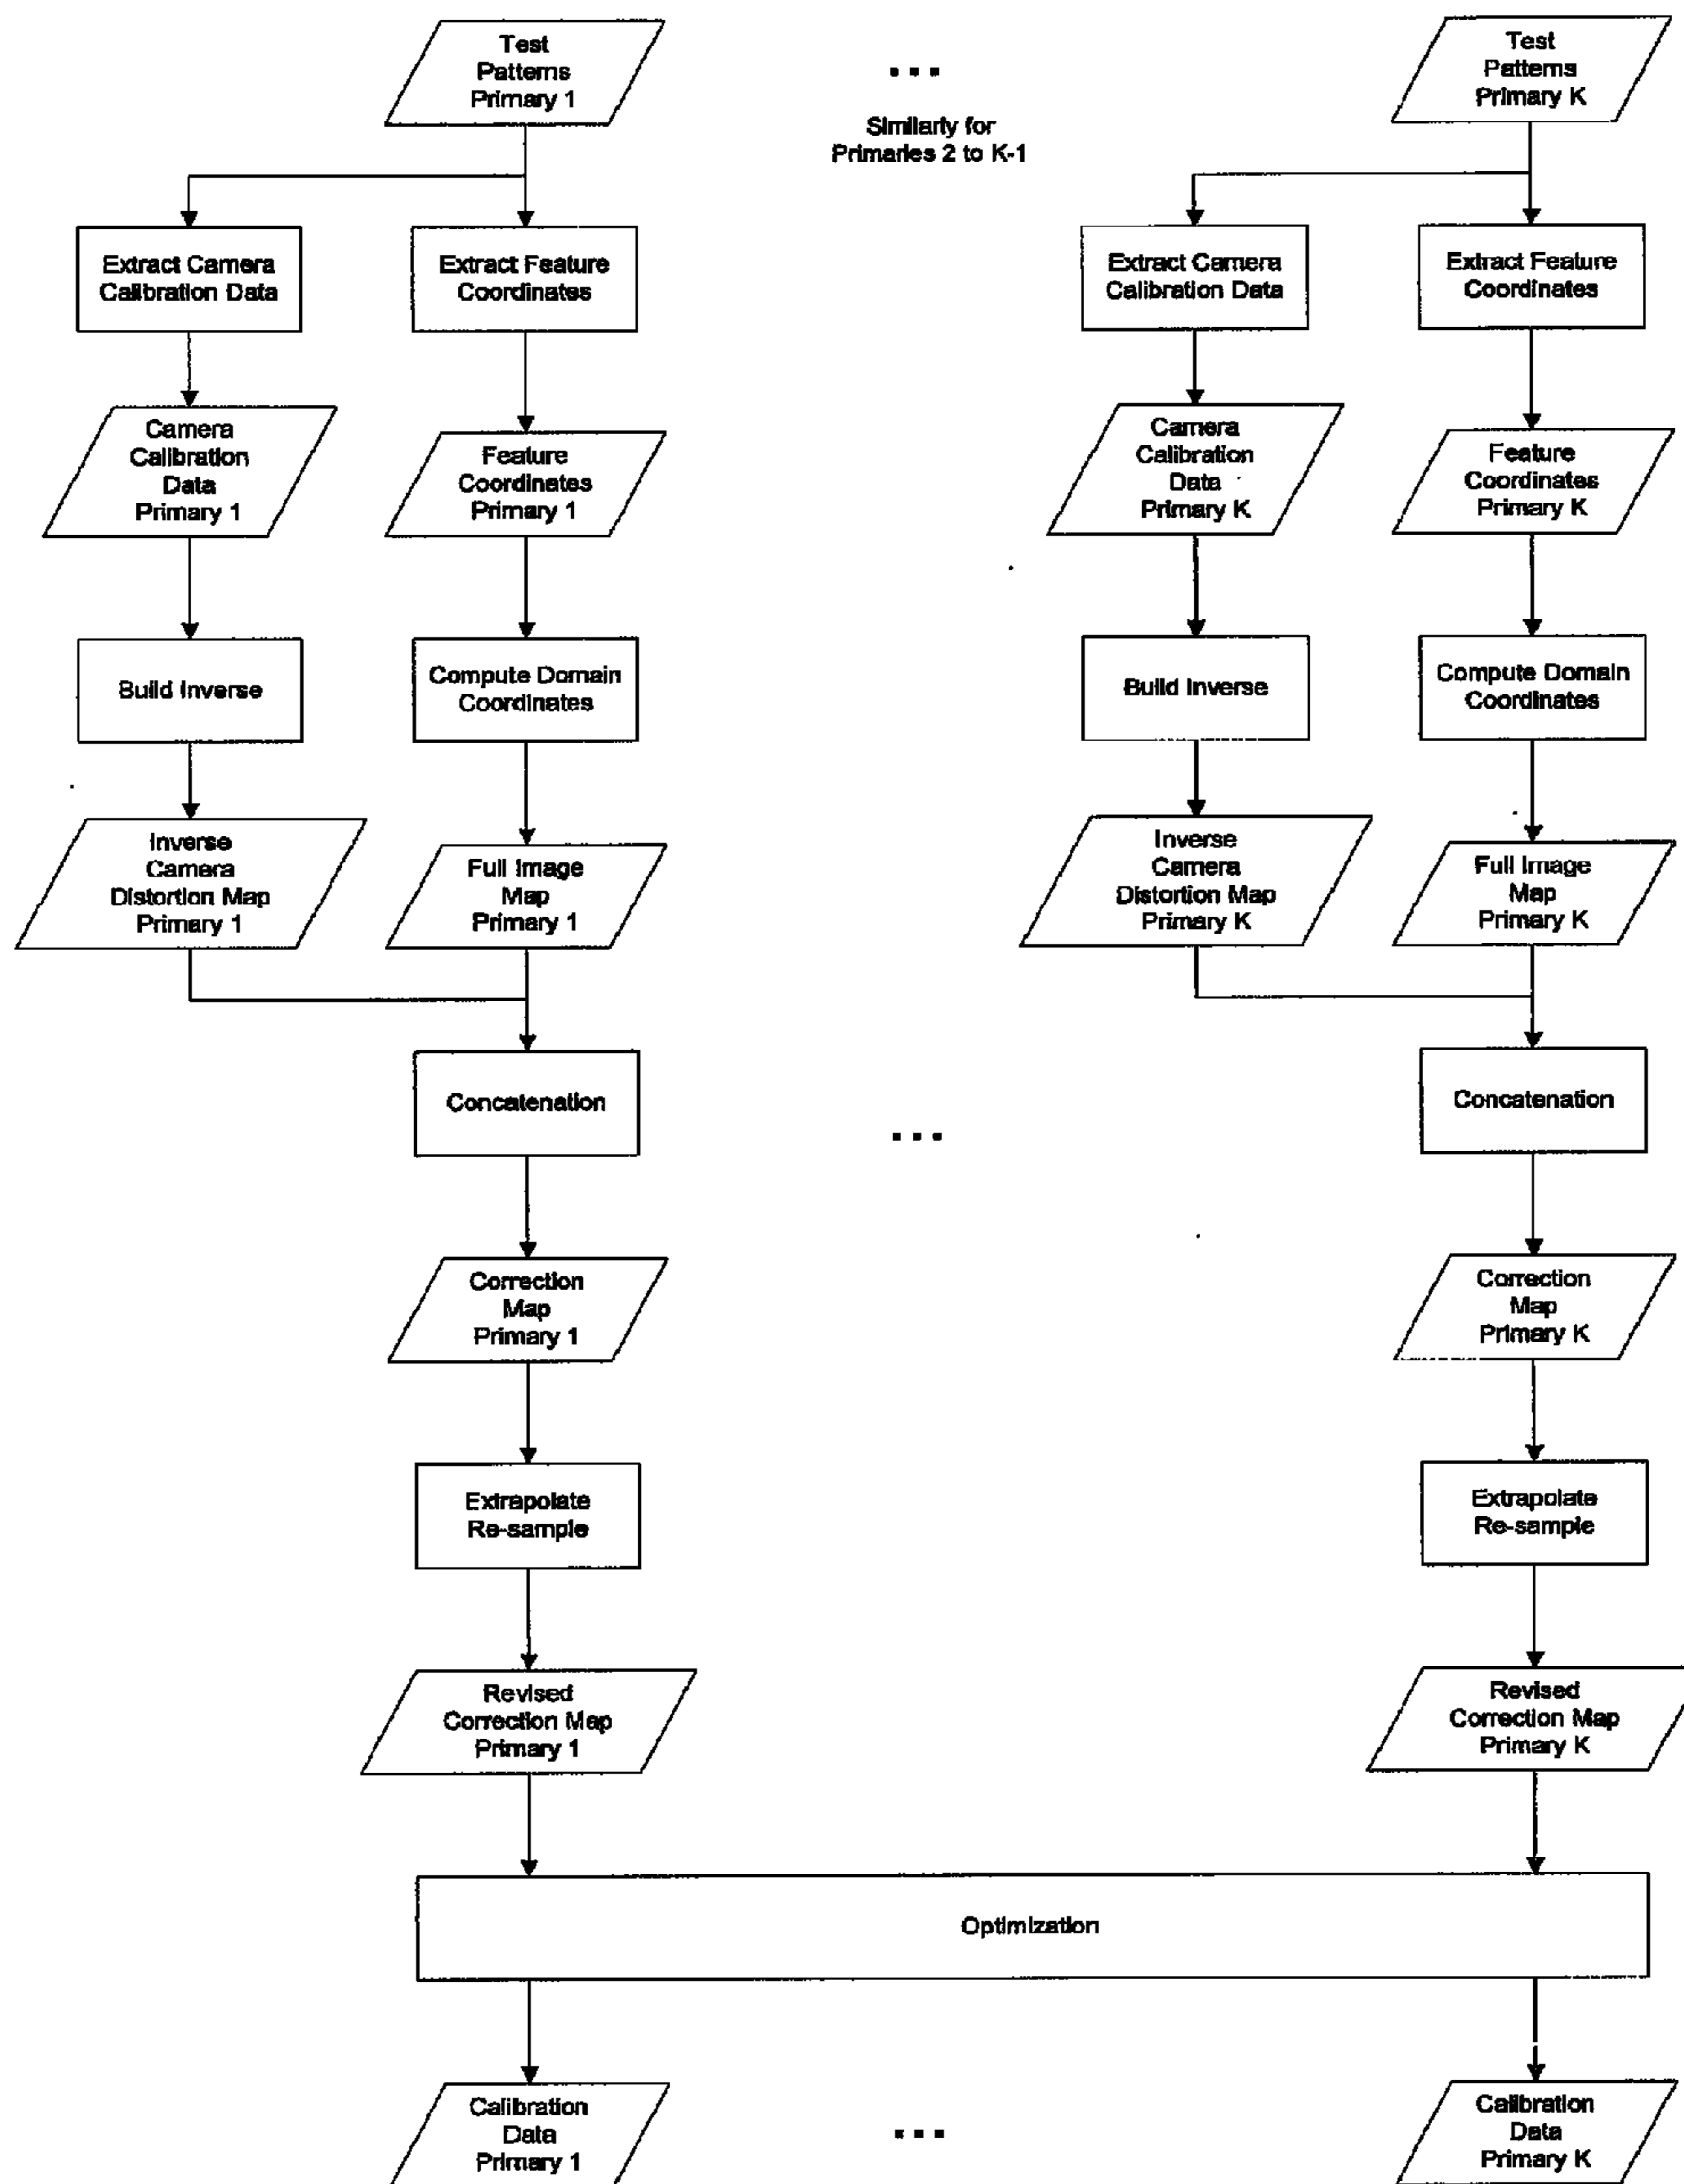 Test
Patterns
Primary 1
...
Similarly for
Primaries 2 to K-1
Test
Patterns
Primary K
Extract Camera
Calibration Data
Extract Feature
Coordinates
Extract Camera
Calibration Data
Extract Feature
Coordinates
Camera
Calibration
Data
Primary 1
Feature
Coordinates
Primary 1
Camera
Calibration
Data
Primary K
Feature
Coordinates
Primary K
Build Inverse
Compute Domain
Coordinates
Build Inverse
Compute Domain
Coordinates
Inverse
Camera
Distortion Map
Primary 1
Full Image
Map
Primary 1
Inverse
Camera
Distortion Map
Primary K
Full Image
Map
Primary K
Concatenation
...
Concatenation
Correction
Map
Primary 1
Correction
Map
Primary K
Extrapolate
Re-sample
Extrapolate
Re-sample
Revised
Correction Map
Primary 1
Revised
Correction Map
Primary K
Optimization
Calibration
Data
Primary 1
...
Calibration
Data
Primary K